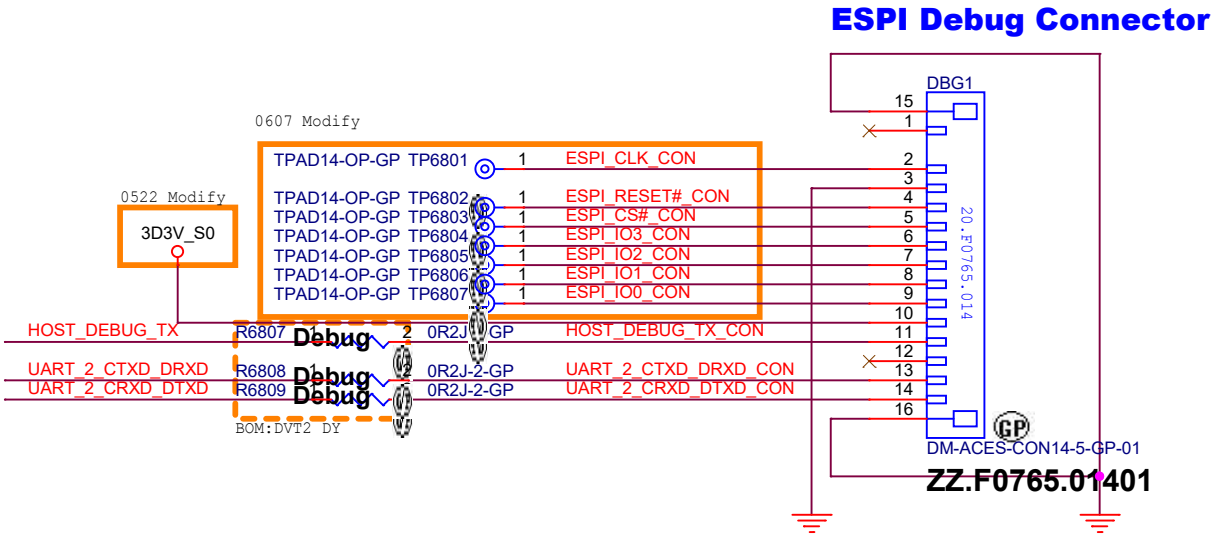 ESPI Debug Connector
DBG1
15
1
0607 Modify
TPAD14-OP-GP TP6801 1 ESPI_CLK_CON 2
3
0522 Modify
TPAD14-OP-GP TP6802 1 ESPI_RESET#_CON 4
TPAD14-OP-GP TP6803 1 ESPI_CS#_CON 5
3D3V_S0
TPAD14-OP-GP TP6804 1 ESPI_IO3_CON 6
TPAD14-OP-GP TP6805 1 ESPI_IO2_CON 7
TPAD14-OP-GP TP6806 1 ESPI_IO1_CON 8
TPAD14-OP-GP TP6807 1 ESPI_IO0_CON 9
20.F0765.014
10
HOST_DEBUG_TX R6807 1 Debug 2 0R2J GP HOST_DEBUG_TX_CON 11
12
UART_2_CTXD_DRXD R6808 1 Debug 2 0R2J-2-GP UART_2_CTXD_DRXD_CON 13
UART_2_CRXD_DTXD R6809 1 Debug 0R2J-2-GP UART_2_CRXD_DTXD_CON 14
16
BOM:DVT2 DY
GP
DM-ACES-CON14-5-GP-01
ZZ.F0765.01401